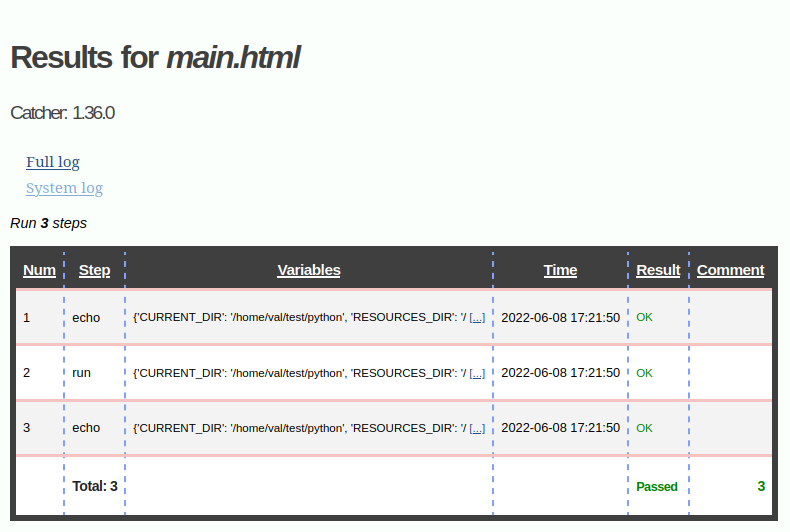 Results for main.html
Catcher: 1.36.0
Full log
System log
Run 3 steps
Num Step Variables Time Result Comment
1 echo {'CURRENT_DIR': '/home/val/test/python', 'RESOURCES_DIR': '/ [...] 2022-06-08 17:21:50 OK
2 run {'CURRENT_DIR': '/home/val/test/python', 'RESOURCES_DIR': '/ [...] 2022-06-08 17:21:50 OK
3 echo {'CURRENT_DIR': '/home/val/test/python', 'RESOURCES_DIR': '/ [...] 2022-06-08 17:21:50 OK
Total: 3 Passed 3